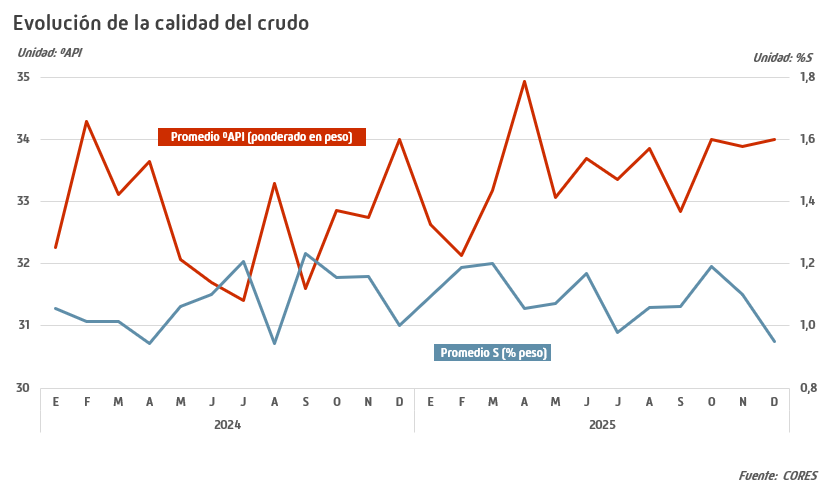 Evolución de la calidad del crudo
Unidad: ºAPI
Unidad: %S
35 1,8
Promedio ºAPI (ponderado en peso)
34 1,6
33 1,4
32 1,2
31 1,0
Promedio S (% peso)
30 0,8
E F M A M J J A S O N D E F M A M J J A S O N D
2024 2025
Fuente: CORES